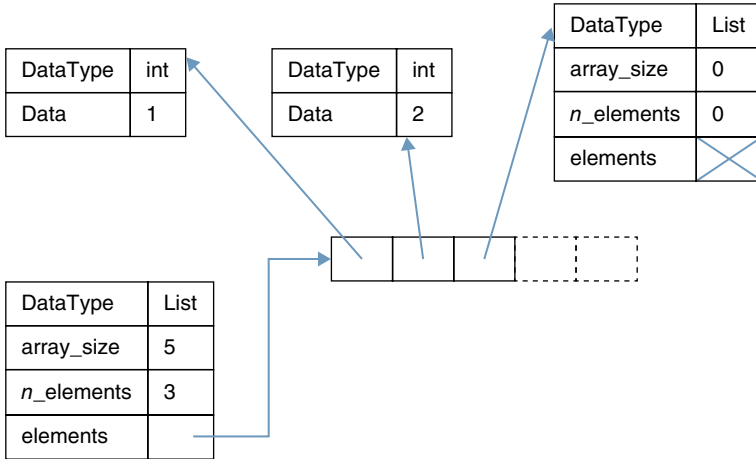 DataType int
Data 1
DataType int
Data 2
DataType List
array_size 0
n_elements 0
elements
DataType List
array_size 5
n_elements 3
elements